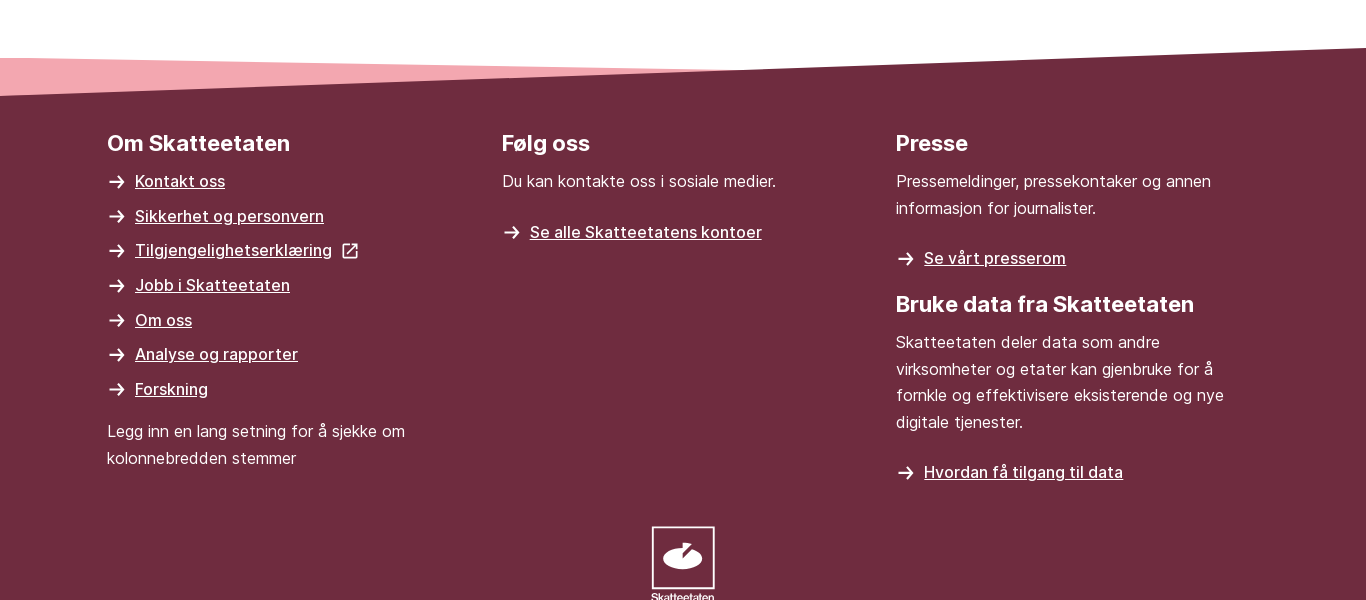 Om Skatteetaten
Kontakt oss
Sikkerhet og personvern
Tilgjengelighetserklæring
Jobb i Skatteetaten
Om oss
Analyse og rapporter
Forskning
Legg inn en lang setning for å sjekke om
kolonnebredden stemmer
Følg oss
Du kan kontakte oss i sosiale medier.
Se alle Skatteetatens kontoer
Presse
Pressemeldinger, pressekontaker og annen
informasjon for journalister.
Se vårt presserom
Bruke data fra Skatteetaten
Skatteetaten deler data som andre
virksomheter og etater kan gjenbruke for å
fornkle og effektivisere eksisterende og nye
digitale tjenester.
Hvordan få tilgang til data
Skatteetaten